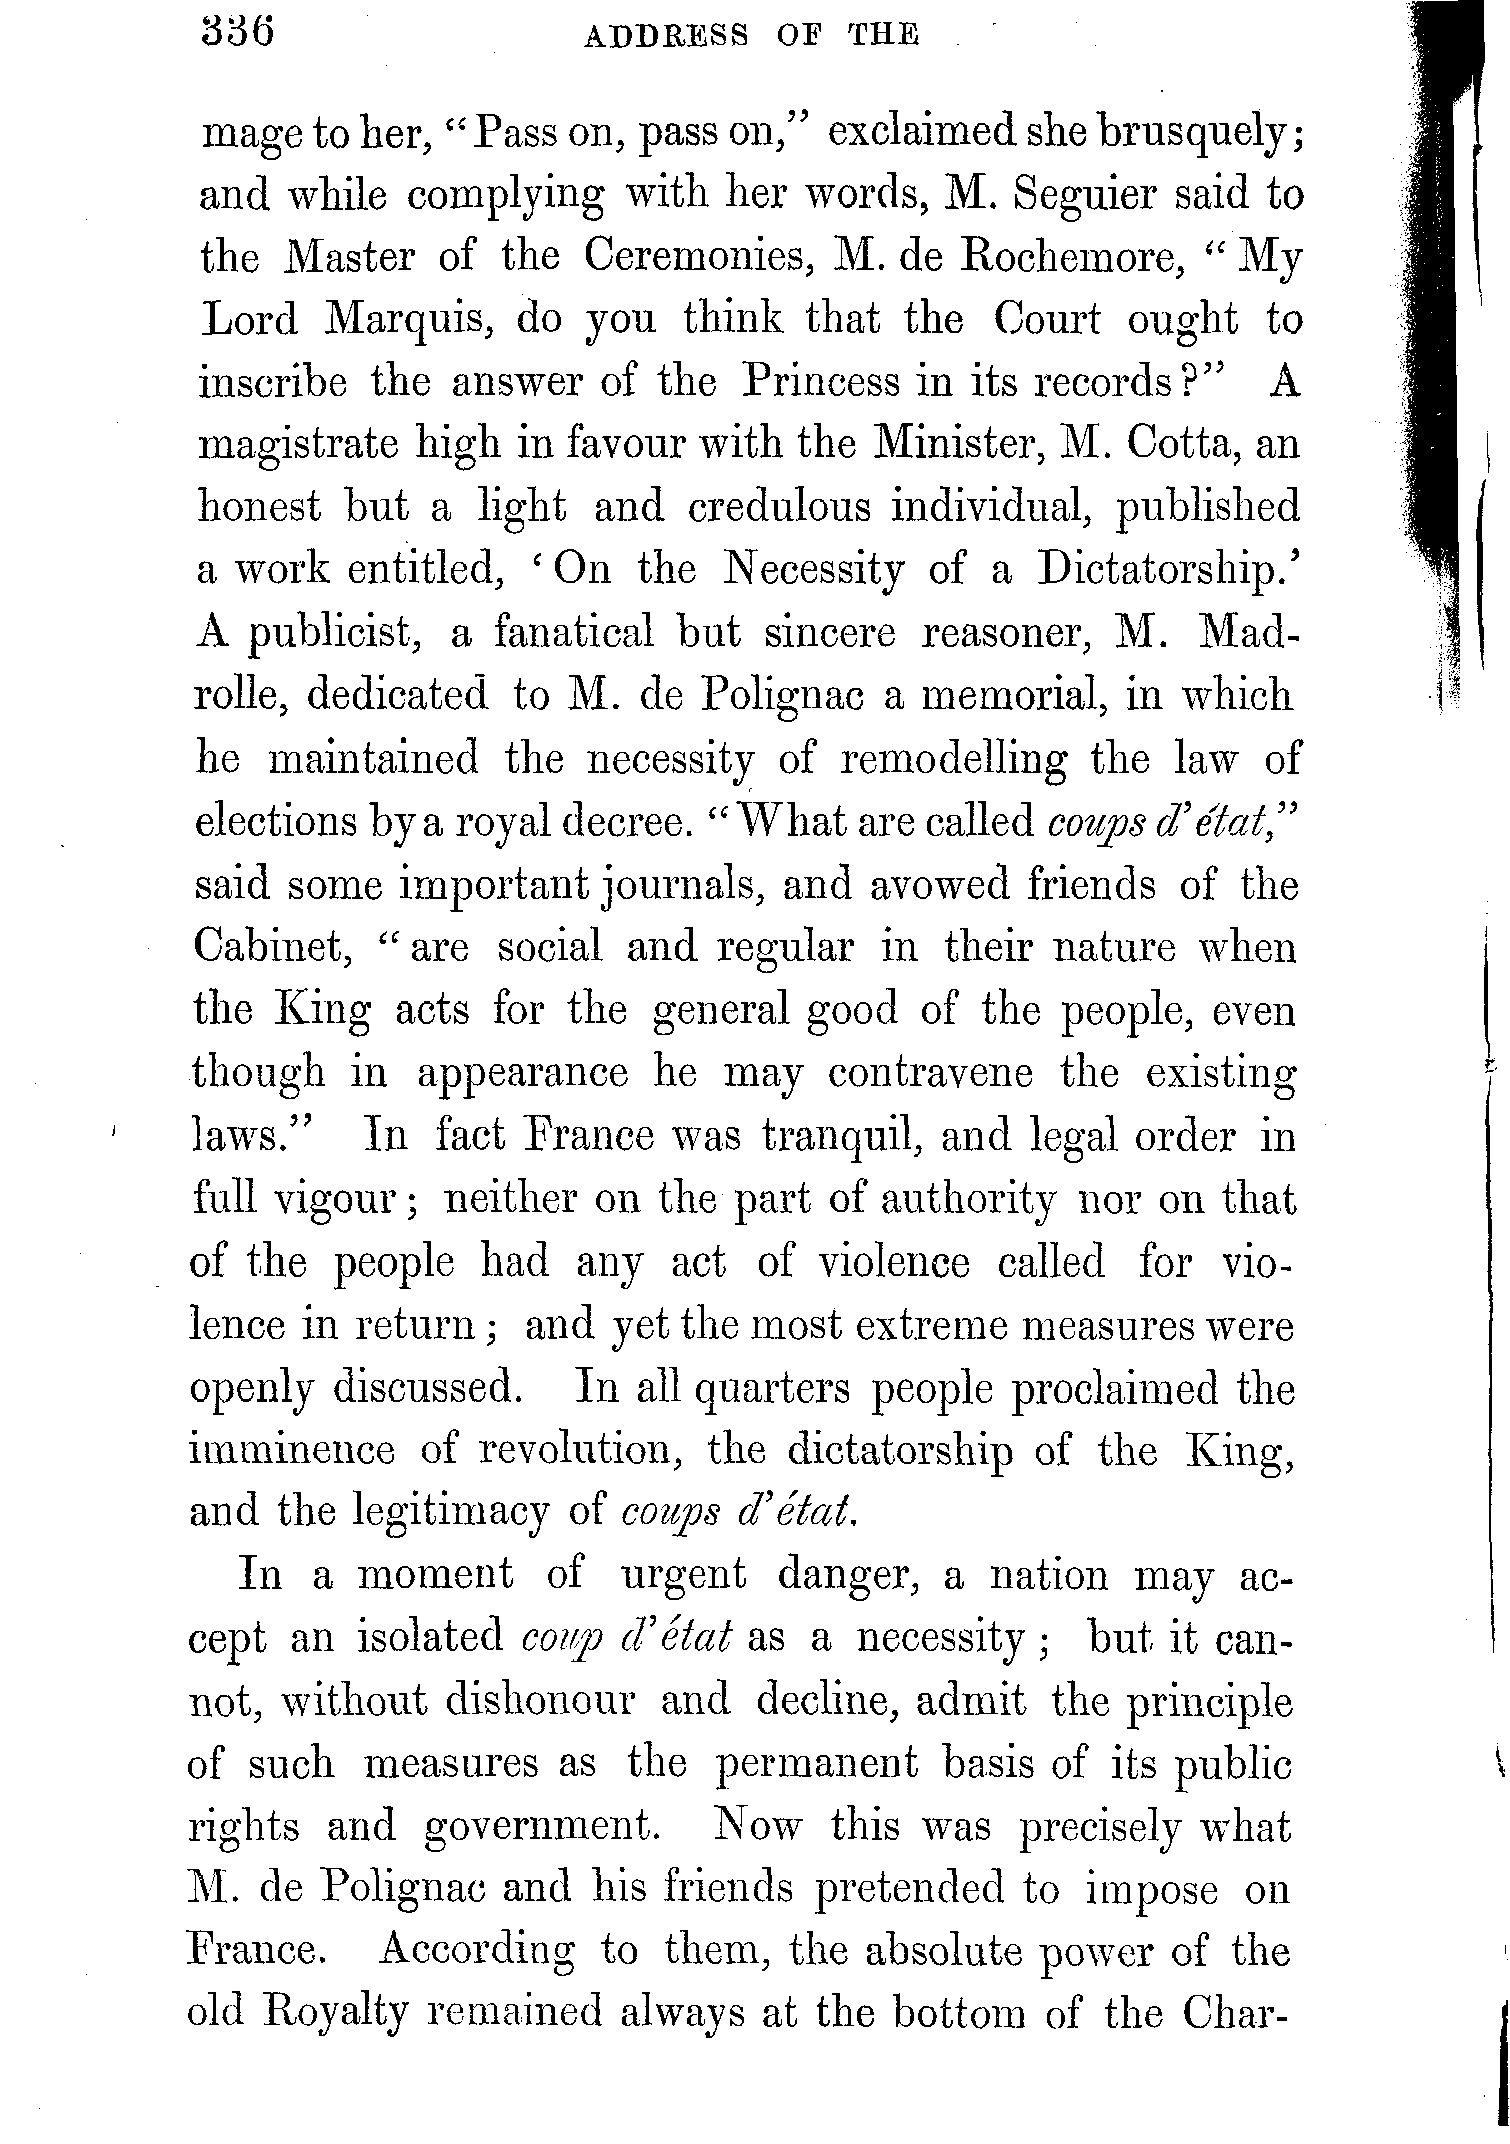 336 ADDRESS OF THE
mage to her, “Pass on, pass on,” exclaimed she brusquely;
and while complying with her words, M. Seguier said to
the Master of the Ceremonies, M. de Rochemore, “My
Lord Marquis, do you think that the Court ought to
inscribe the answer of the Princess in its records?” A
magistrate high in favour with the Minister, M. Cotta, an
honest but a light and credulous individual, published
a work entitled, ‘On the Necessity of a Dictatorship.’
A publicist, a fanatical but sincere reasoner, M. Mad-
rolle, dedicated to M. de Polignac a memorial, in which
he maintained the necessity of remodelling the law of
elections by a royal decree. “What are called coups d’état,”
said some important journals, and avowed friends of the
Cabinet, “are social and regular in their nature when
the King acts for the general good of the people, even
though in appearance he may contravene the existing
laws.” In fact France was tranquil, and legal order in
full vigour; neither on the part of authority nor on that
of the people had any act of violence called for vio-
lence in return; and yet the most extreme measures were
openly discussed. In all quarters people proclaimed the
imminence of revolution, the dictatorship of the King,
and the legitimacy of coups d’état.
In a moment of urgent danger, a nation may ac-
cept an isolated coup d’état as a necessity; but it can-
not, without dishonour and decline, admit the principle
of such measures as the permanent basis of its public
rights and government. Now this was precisely what
M. de Polignac and his friends pretended to impose on
France. According to them, the absolute power of the
old Royalty remained always at the bottom of the Char-